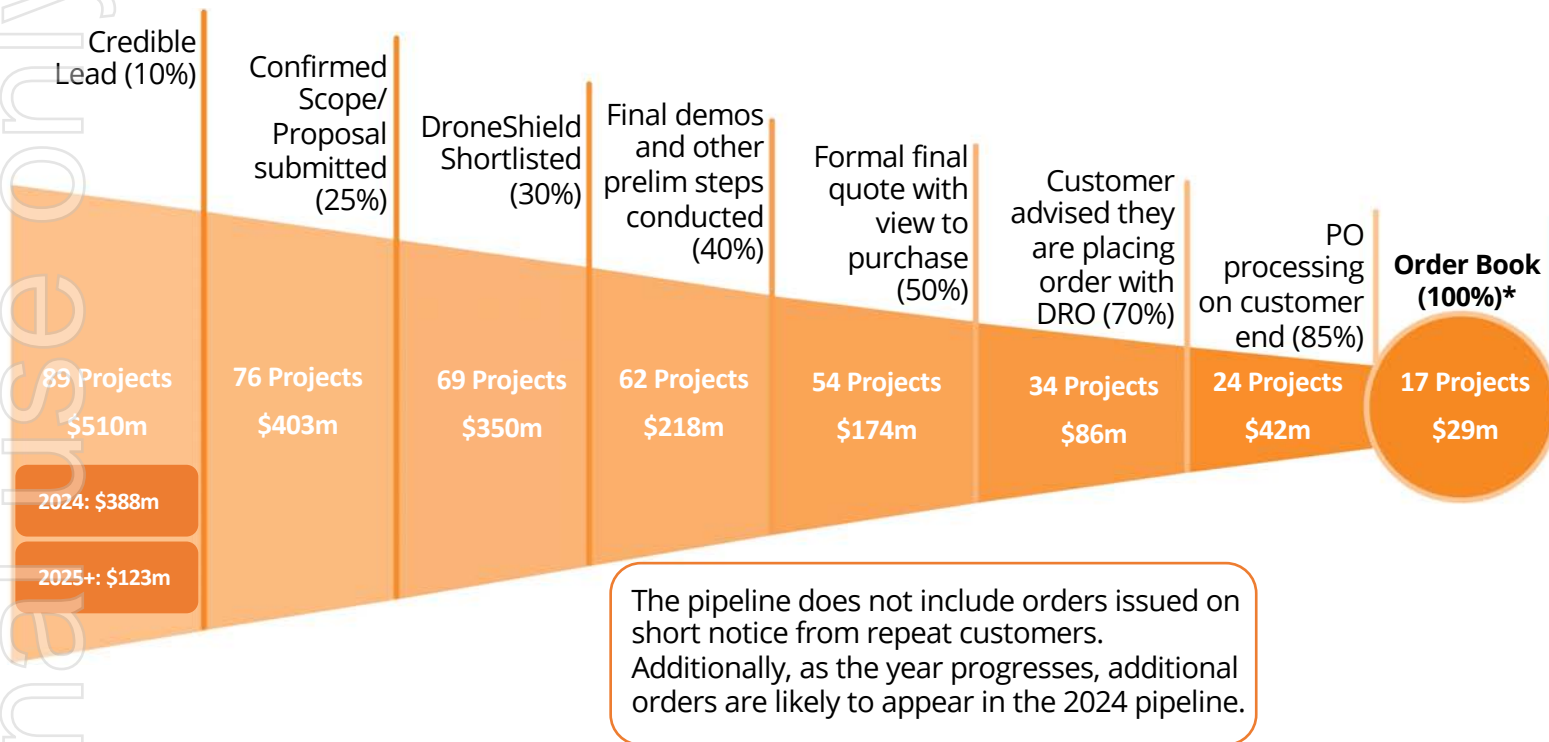 Credible
Lead (10%)
Confirmed
Scope/
Proposal
submitted
(25%)
DroneShield
Shortlisted
(30%)
Final demos
and other
prelim steps
conducted
(40%)
Formal final
quote with
view to
purchase
(50%)
Customer
advised they
are placing
order with
DRO (70%)
PO
processing
on customer
end (85%)
Order Book
(100%)*
89 Projects
$510m
76 Projects
$403m
69 Projects
$350m
62 Projects
$218m
54 Projects
$174m
34 Projects
$86m
24 Projects
$42m
17 Projects
$29m
2024: $388m
2025+: $123m
The pipeline does not include orders issued on
short notice from repeat customers.
Additionally, as the year progresses, additional
orders are likely to appear in the 2024 pipeline.
use only